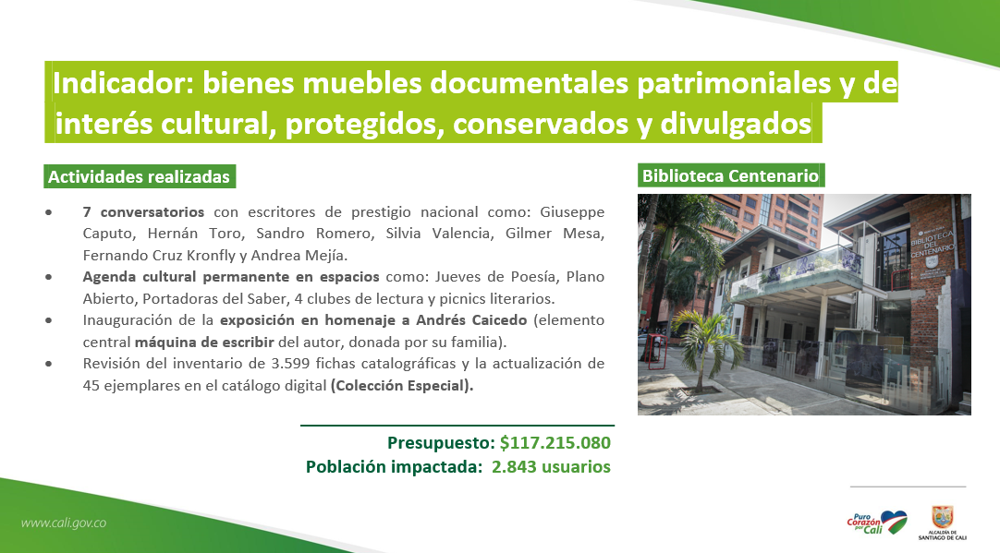 Indicador: bienes muebles documentales patrimoniales y de
interés cultural, protegidos, conservados y divulgados
Actividades realizadas
• 7 conversatorios con escritores de prestigio nacional como: Giuseppe
Caputo, Hernán Toro, Sandro Romero, Silvia Valencia, Gilmer Mesa,
Fernando Cruz Kronfly y Andrea Mejía.
• Agenda cultural permanente en espacios como: Jueves de Poesía, Plano
Abierto, Portadoras del Saber, 4 clubes de lectura y picnics literarios.
• Inauguración de la exposición en homenaje a Andrés Caicedo (elemento
central máquina de escribir del autor, donada por su familia).
• Revisión del inventario de 3.599 fichas catalográficas y la actualización de
45 ejemplares en el catálogo digital (Colección Especial).
Presupuesto: $117.215.080
Población impactada: 2.843 usuarios
Biblioteca Centenario
BIBLIOTECA
DEL
CENTENARIO
www.cali.gov.co
Puro
Corazón
por Cali
ALCALDÍA DE
SANTIAGO DE CALI